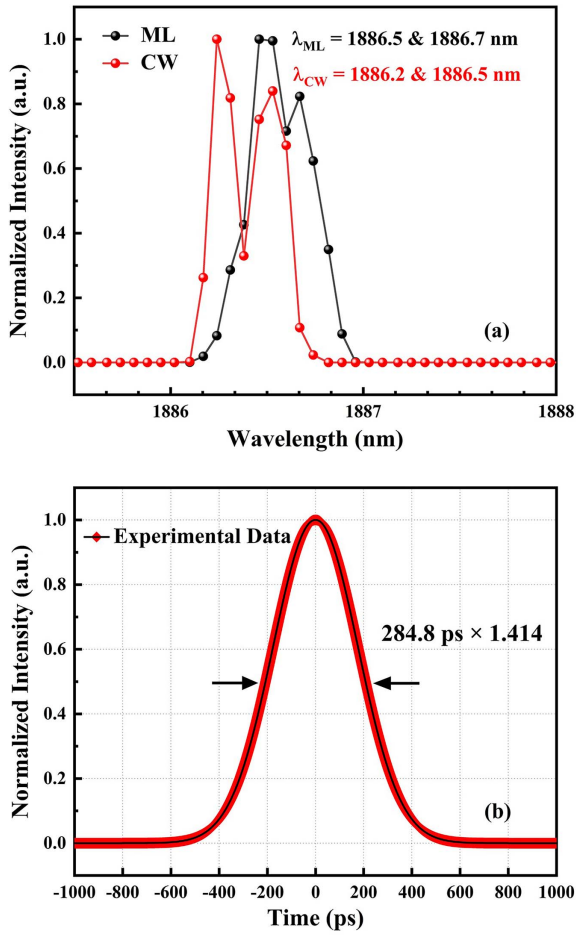 1.0
0.8
0.6
0.4
0.2
0.0
Normalized Intensity (a.u.)
ML
CW
λML = 1886.5 & 1886.7 nm
λCW = 1886.2 & 1886.5 nm
(a)
1886 1887 1888
Wavelength (nm)
1.0
0.8
0.6
0.4
0.2
0.0
Normalized Intensity (a.u.)
Experimental Data
284.8 ps × 1.414
(b)
-1000 -800 -600 -400 -200 0 200 400 600 800 1000
Time (ps)